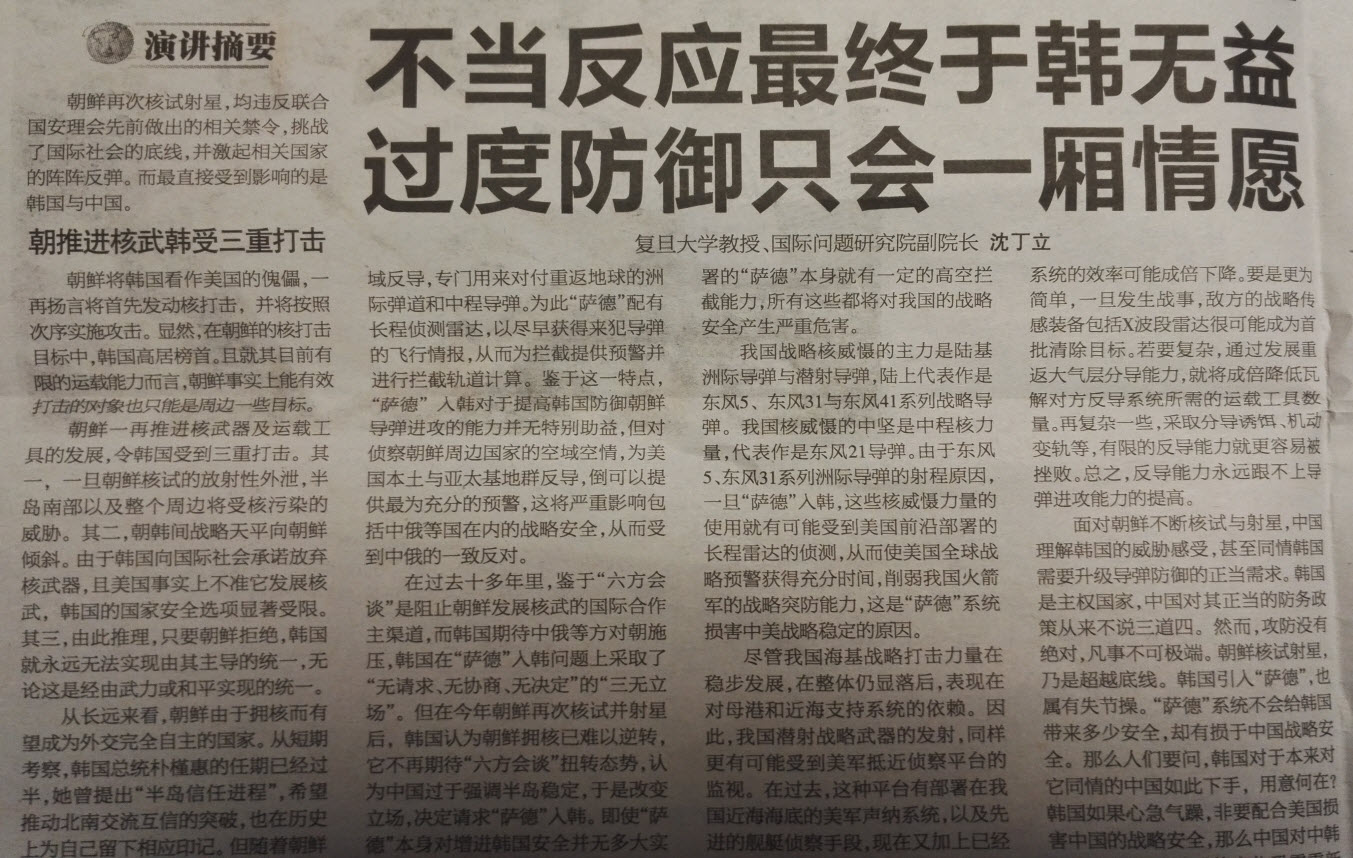 演讲摘要
不当反应最终于韩无益
过度防御只会一厢情愿
复旦大学教授、国际问题研究院副院长 沈丁立
朝鲜再次核试射星,均违反联合
国安理会先前做出的相关禁令,挑战
了国际社会的底线,并激起相关国家
的阵阵反弹。而最直接受到影响的是
韩国与中国。
朝推进核武韩受三重打击
朝鲜将韩国看作美国的傀儡,一
再扬言将首先发动核打击,并将按照
次序实施攻击。显然,在朝鲜的核打击
目标中,韩国高居榜首。且就其目前有
限的运载能力而言,朝鲜事实上能有效
打击的对象也只能是周边一些目标。
朝鲜一再推进核武器及运载工
具的发展,令韩国受到三重打击。其
一,一旦朝鲜核试的放射性外泄,半
岛南部以及整个周边将受核污染的
威胁。其二,朝韩间战略天平向朝鲜
倾斜。由于韩国向国际社会承诺放弃
核武器,且美国事实上不准它发展核
武,韩国的国家安全选项显著受限。
其三,由此推理,只要朝鲜拒绝,韩国
就永远无法实现由其主导的统一,无
论这是经由武力或和平实现的统一。
从长远来看,朝鲜由于拥核而有
望成为外交完全自主的国家。从短期
考察,韩国总统朴槿惠的任期已经过
半,她曾提出“半岛信任进程”,希望
推动北南交流互信的突破,也在历史
上为自己留下相应印记。但随着朝鲜
域反导,专门用来对付重返地球的洲
际弹道和中程导弹。为此“萨德”配有
长程侦测雷达,以尽早获得来犯导弹
的飞行情报,从而为拦截提供预警并
进行拦截轨道计算。鉴于这一特点,
“萨德”入韩对于提高韩国防御朝鲜
导弹进攻的能力并无特别助益,但对
侦察朝鲜周边国家的空域空情,为美
国本土与亚太基地群反导,倒可以提
供最为充分的预警,这将严重影响包
括中俄等国在内的战略安全,从而受
到中俄的一致反对。
在过去十多年里,鉴于“六方会
谈”是阻止朝鲜发展核武的国际合作
主渠道,而韩国期待中俄等方对朝施
压,韩国在“萨德”入韩问题上采取了
“无请求、无协商、无决定”的“三无立
场”。但在今年朝鲜再次核试并射星
后,韩国认为朝鲜拥核已难以逆转,
它不再期待“六方会谈”扭转态势,认
为中国过于强调半岛稳定,于是改变
立场,决定请求“萨德”入韩。即使“萨
德”本身对增进韩国安全并无多大实
署的“萨德”本身就有一定的高空拦
截能力,所有这些都将对我国的战略
安全产生严重危害。
我国战略核威慑的主力是陆基
洲际导弹与潜射导弹,陆上代表作是
东风5、东风31与东风41系列战略导
弹。我国核威慑的中坚是中程核力
量,代表作是东风21导弹。由于东风
5、东风31系列洲际导弹的射程原因,
一旦“萨德”入韩,这些核威慑力量的
使用就有可能受到美国前沿部署的
长程雷达的侦测,从而使美国全球战
略预警获得充分时间,削弱我国火箭
军的战略突防能力,这是“萨德”系统
损害中美战略稳定的原因。
尽管我国海基战略打击力量在
稳步发展,在整体仍显落后,表现在
对母港和近海支持系统的依赖。因
此,我国潜射战略武器的发射,同样
更有可能受到美军抵近侦察平台的
监视。在过去,这种平台有部署在我
国近海海底的美军声纳系统,以及先
进的舰艇侦察手段,现在又加上已经
系统的效率可能成倍下降。要是更为
简单,一旦发生战事,敌方的战略传
感装备包括X波段雷达很可能成为首
批清除目标。若要复杂,通过发展重
返大气层分导能力,就将成倍降低瓦
解对方反导系统所需的运载工具数
量。再复杂一些,采取分导诱饵、机动
变轨等,有限的反导能力就更容易被
挫败。总之,反导能力永远跟不上导
弹进攻能力的提高。
面对朝鲜不断核试与射星,中国
理解韩国的威胁感受,甚至同情韩国
需要升级导弹防御的正当需求。韩国
是主权国家,中国对其正当的防务政
策从来不说三道四。然而,攻防没有
绝对,凡事不可极端。朝鲜核试射星,
乃是超越底线。韩国引入“萨德”,也
属有失节操。“萨德”系统不会给韩国
带来多少安全,却有损于中国战略安
全。那么人们要问,韩国对于本来对
它同情的中国如此下手,用意何在?
韩国如果心急气躁,非要配合美国损
害中国的战略安全,那么中国对中韩